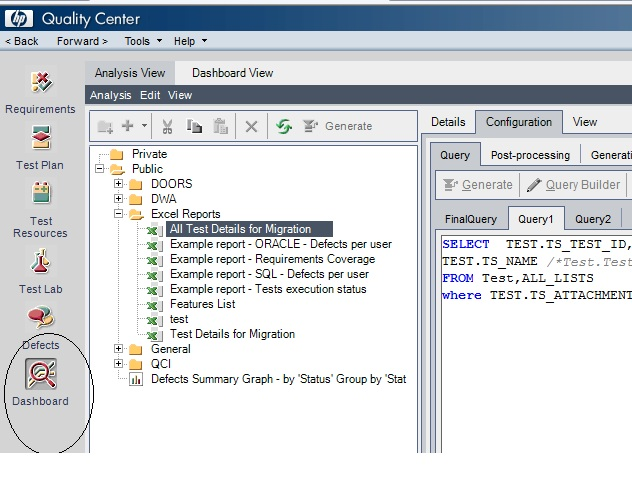 hp Quality Center
< Back Forward > Tools Help
Analysis View Dashboard View
Analysis Edit View
Generate
Requirements
Test Plan
Test
Resources
Test Lab
Defects
Dashboard
Private
Public
DOORS
DWA
Excel Reports
All Test Details for Migration
Example report - ORACLE - Defects per user
Example report - Requirements Coverage
Example report - SQL - Defects per user
Example report - Tests execution status
Features List
test
Test Details for Migration
General
QCI
Defects Summary Graph - by 'Status' Group by 'Stat
Details Configuration View
Query Post-processing Generati
Generate Query Builder
FinalQuery Query1 Query2
SELECT TEST.TS_TEST_ID,
TEST.TS_NAME /*Test.Test
FROM Test,ALL_LISTS
where TEST.TS_ATTACHMENT